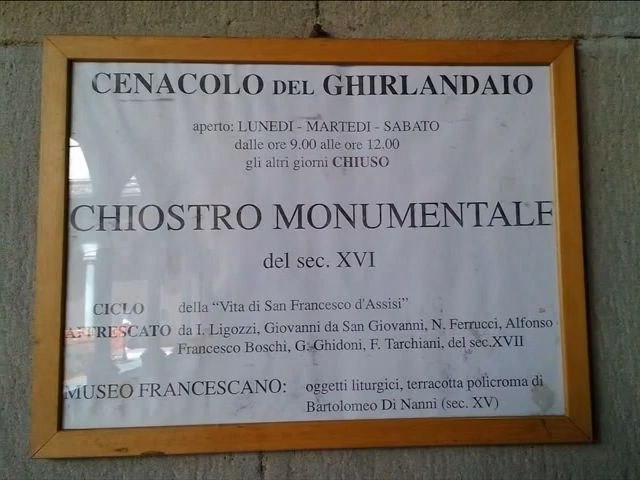 CENACOLO DEL GHIRLANDAIO
aperto: LUNEDI - MARTEDI - SABATO
dalle ore 9.00 alle ore 12.00
gli altri giorni CHIUSO
CHIOSTRO MONUMENTALE
del sec. XVI
CICLO della “Vita di San Francesco d'Assisi”
AFFRESCATO da I. Ligozzi, Giovanni da San Giovanni, N. Ferrucci, Alfonso
Francesco Boschi, G. Ghidoni, F. Tarchiani, del sec.XVII
MUSEO FRANCESCANO: oggetti liturgici, terracotta policroma di
Bartolomeo Di Nanni (sec. XV)